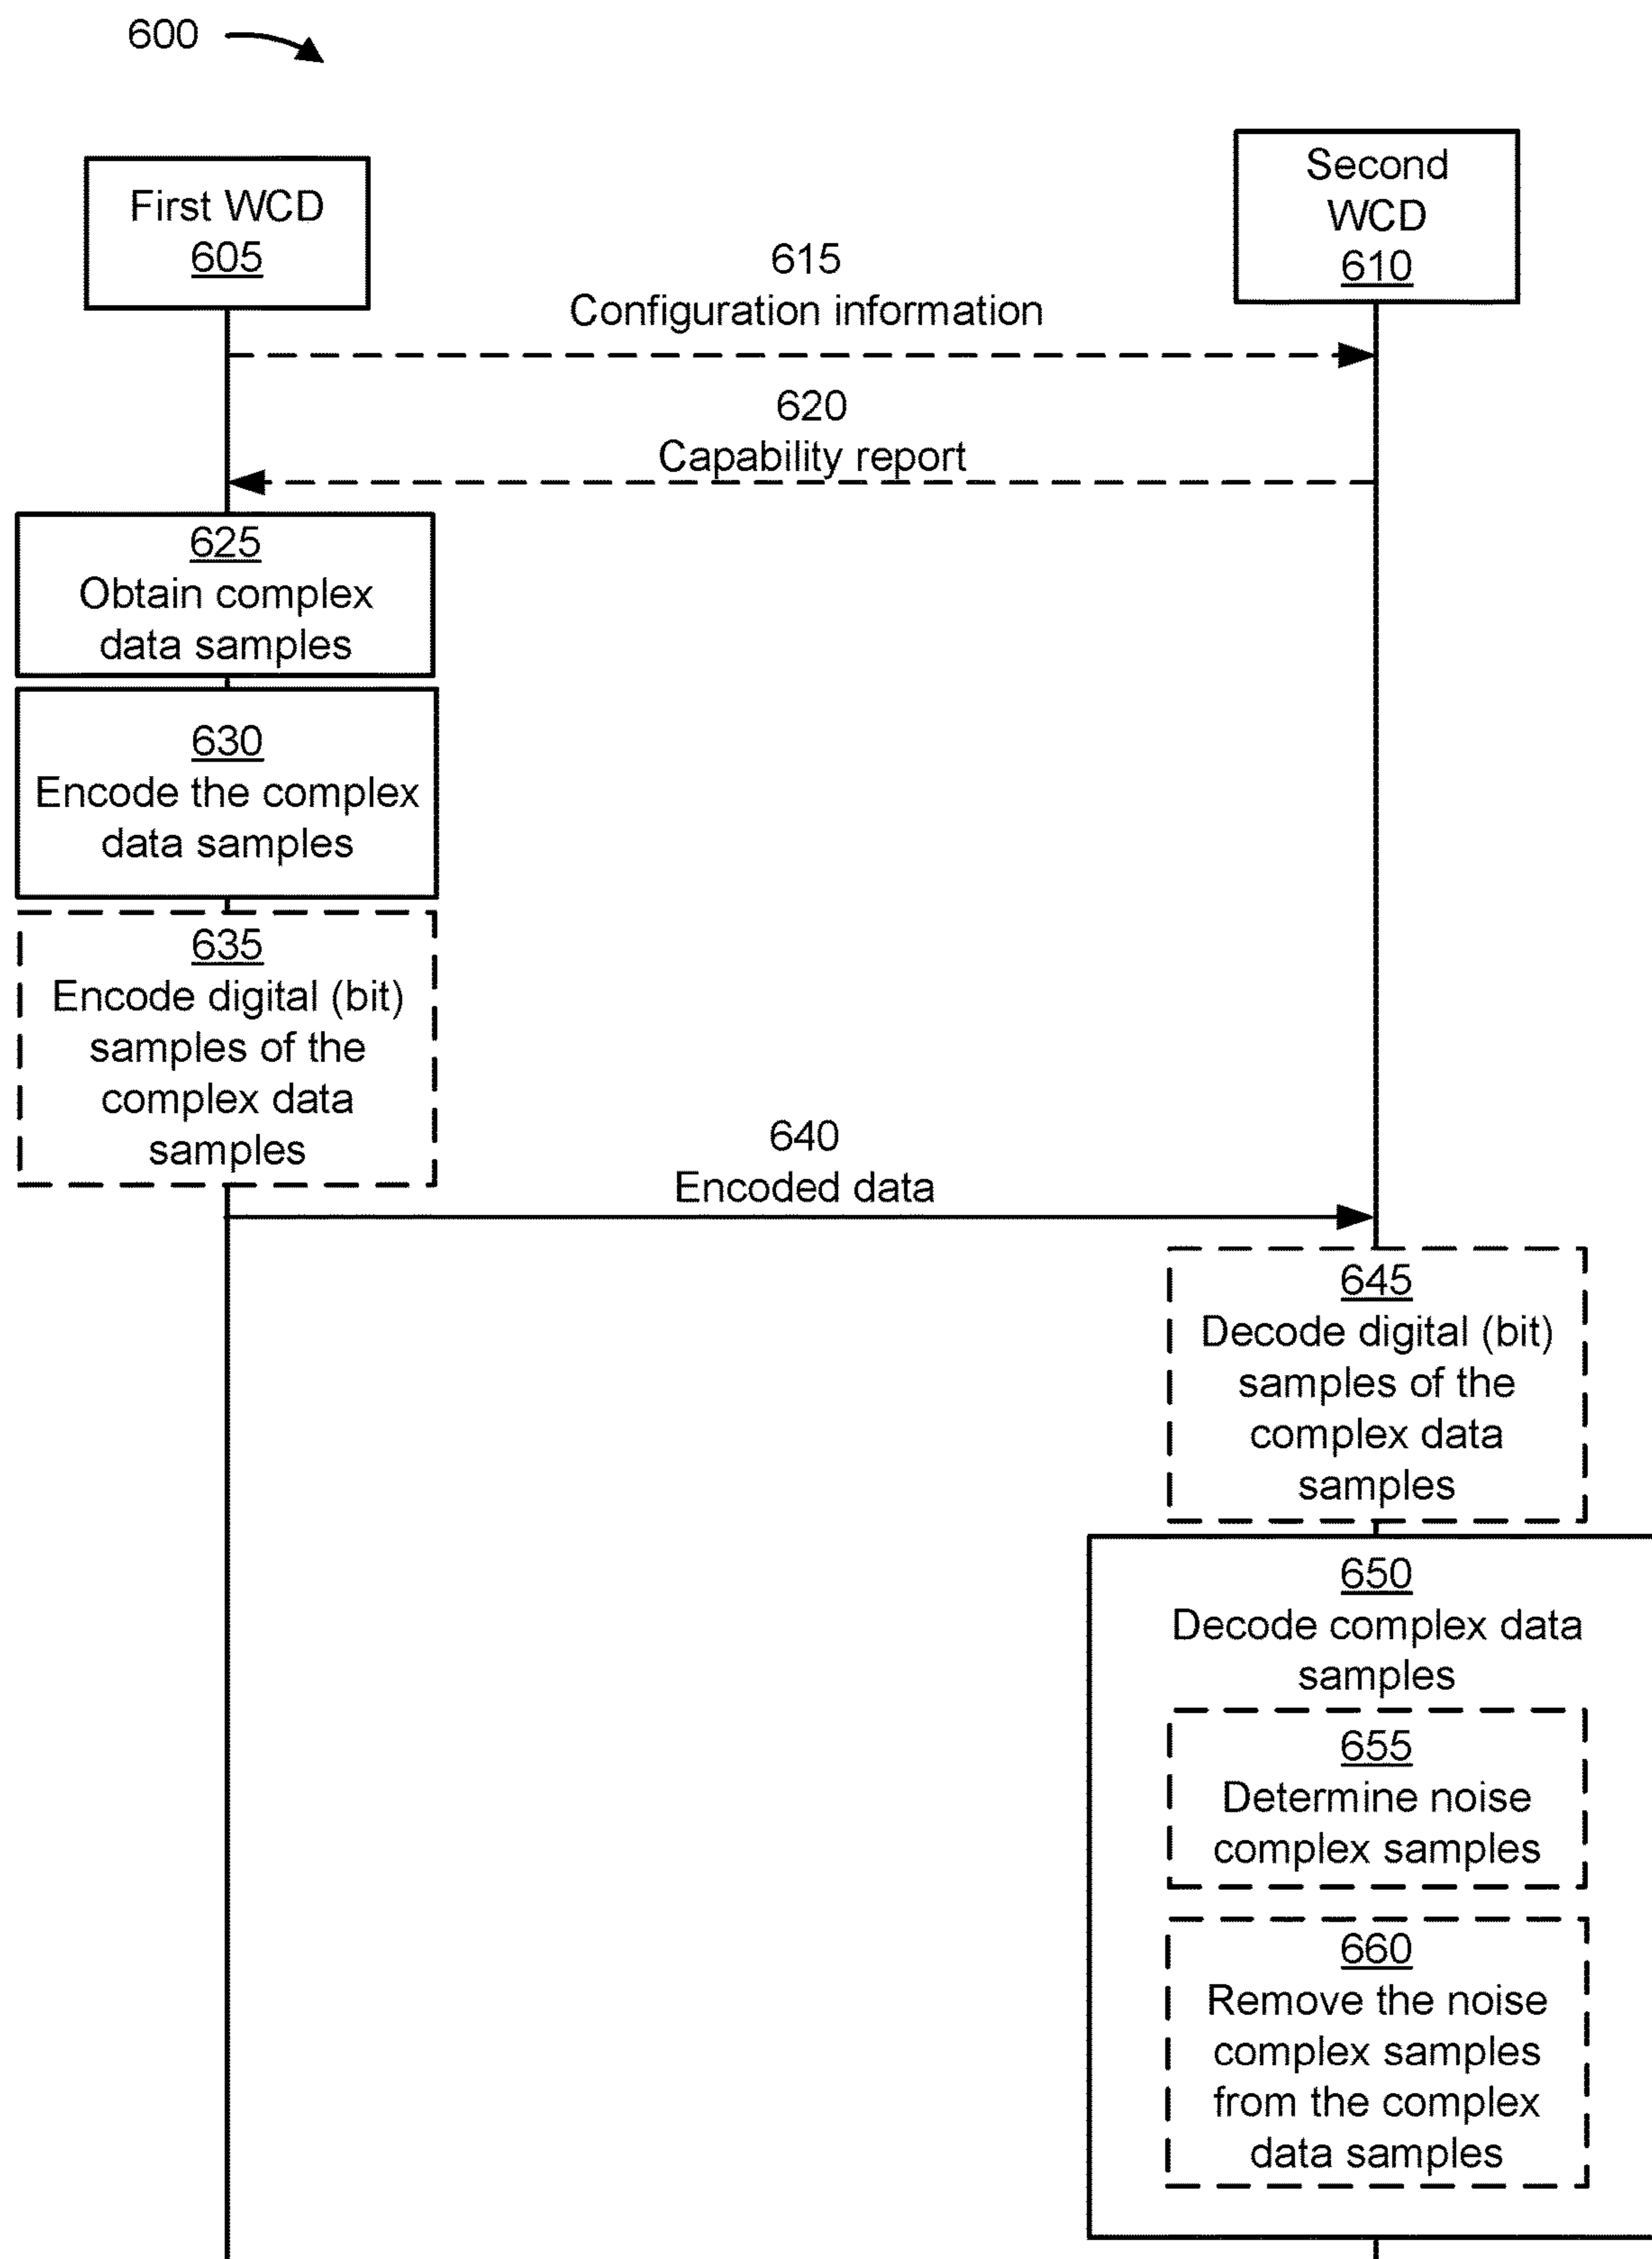 600
First WCD
605
Second
WCD
610
615
Configuration information
620
Capability report
625
Obtain complex
data samples
630
Encode the complex
data samples
635
Encode digital (bit)
samples of the
complex data
samples
640
Encoded data
645
Decode digital (bit)
samples of the
complex data
samples
650
Decode complex data
samples
655
Determine noise
complex samples
660
Remove the noise
complex samples
from the complex
data samples